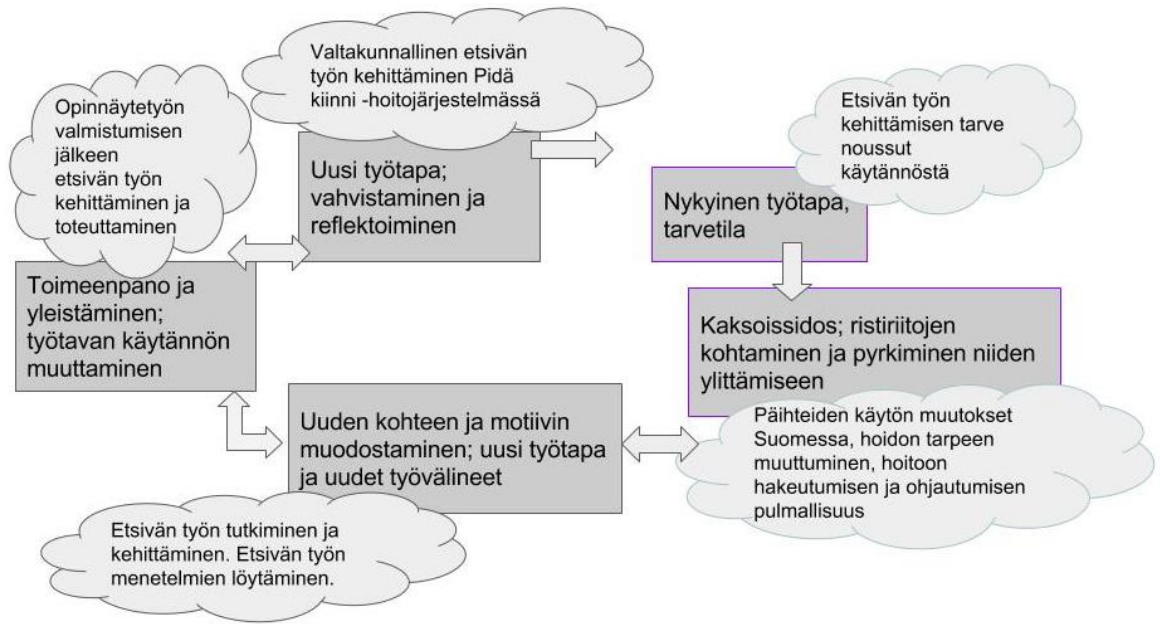 Valtakunnallinen etsivän
työn kehittäminen Pidä
kiinni -hoitojärjestelmässä
Opinnäytetyön
valmistumisen
jälkeen
etsivän työn
kehittäminen ja
toteuttaminen
Etsivän työn
kehittämisen tarve
noussut
käytännöstä
Uusi työtapa;
vahvistaminen ja
reflektoiminen
Nykyinen työtapa,
tarvetila
Toimeenpano ja
yleistäminen;
työtavan käytännön
muuttaminen
Kaksoissidos; ristiriitojen
kohtaminen ja pyrkiminen niiden
ylittämiseen
Uuden kohteen ja motiivin
muodostaminen; uusi työtapa
ja uudet työvälineet
Päihteiden käytön muutokset
Suomessa, hoidon tarpeen
muuttuminen, hoitoon
hakeutumisen ja ohjautumisen
pulmallisuus
Etsivän työn tutkiminen ja
kehittäminen. Etsivän työn
menetelmien löytäminen.